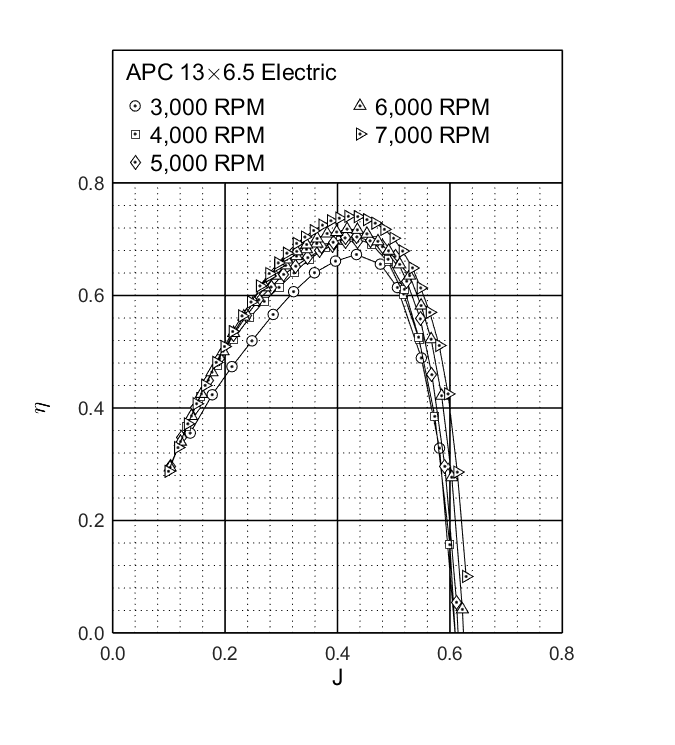 APC 13×6.5 Electric
3,000 RPM
4,000 RPM
5,000 RPM
6,000 RPM
7,000 RPM
0.8
0.6
0.4
0.2
0.0
η
0.0 0.2 0.4 0.6 0.8
J